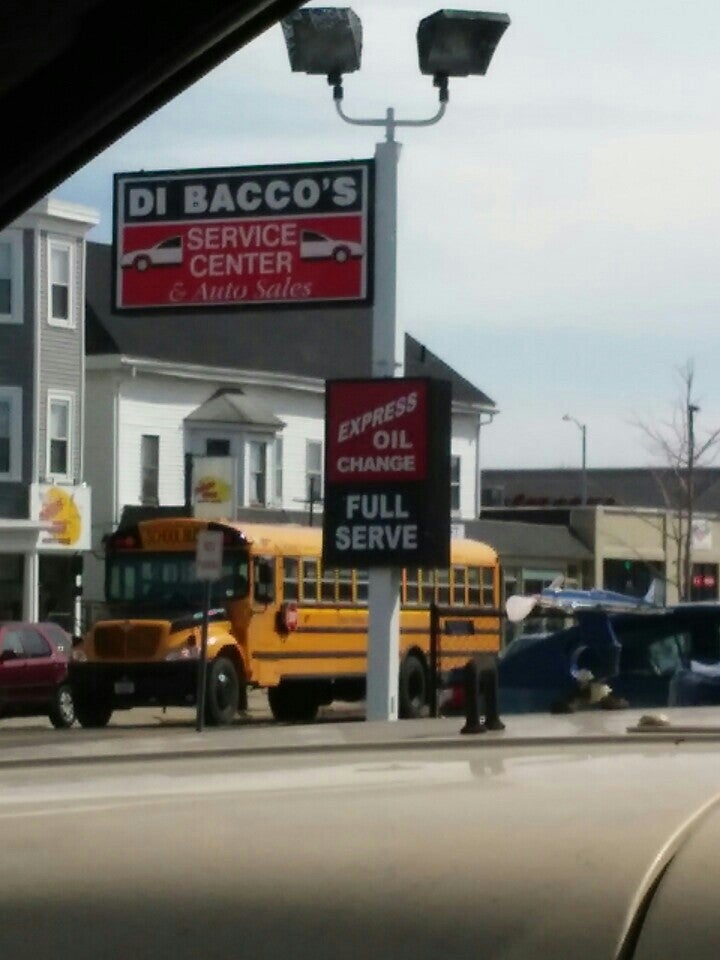 DI BACCO'S
SERVICE
CENTER
& Auto Sales
EXPRESS
OIL
CHANGE
FULL
SERVE
SCHOOL BUS